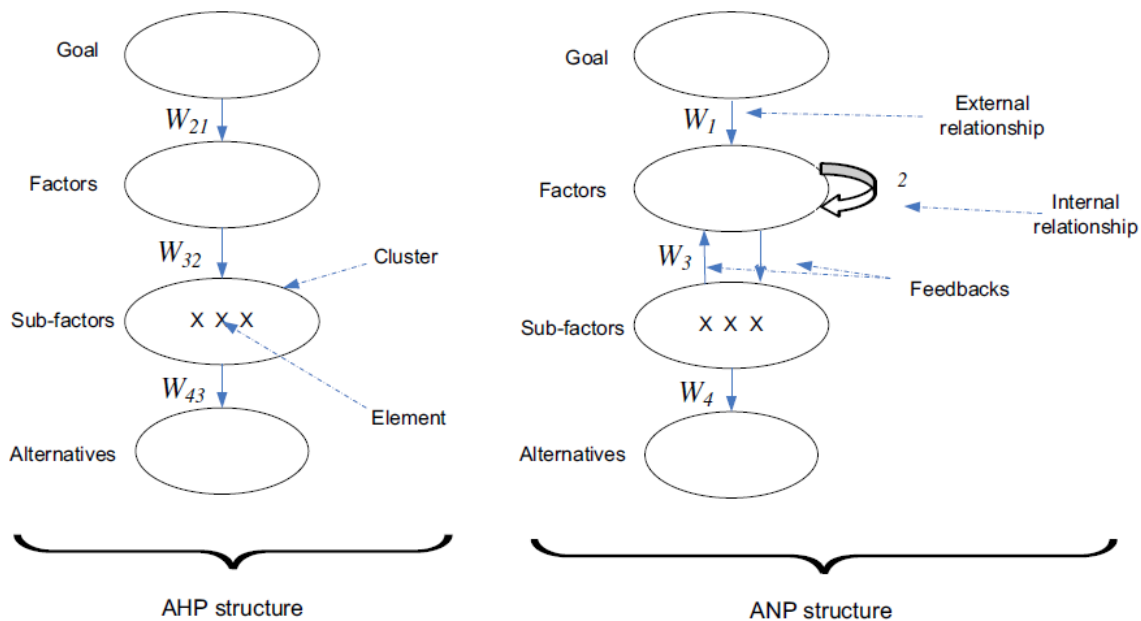 Goal
W21
Factors
W32
Cluster
Sub-factors
X X X
W43
Element
Alternatives
AHP structure
Goal
External
relationship
W1
Factors
2
Internal
relationship
W3
Feedbacks
Sub-factors
X X X
W4
Alternatives
ANP structure